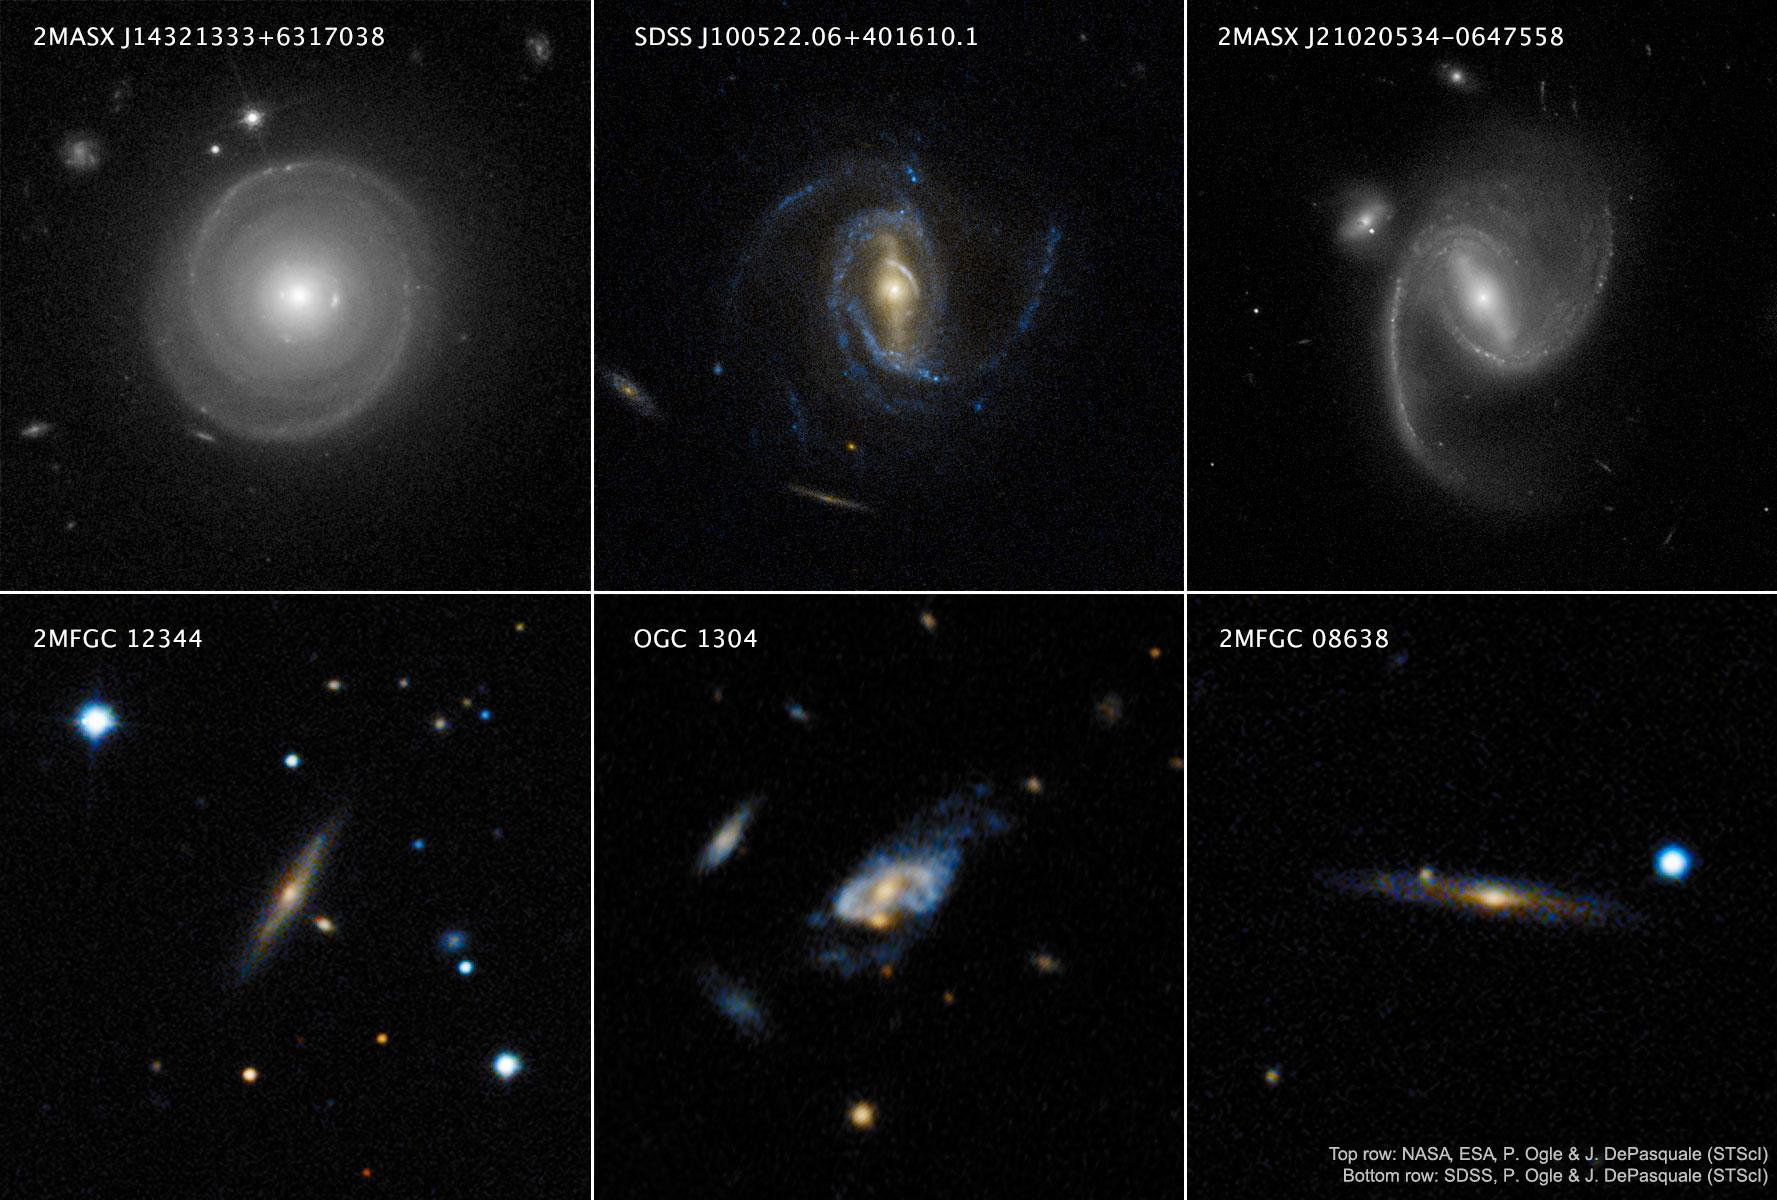 2MASX J14321333+6317038
SDSS J100522.06+401610.1
2MASX J21020534-0647558
2MFGC 12344
OGC 1304
2MFGC 08638
Top row: NASA, ESA, P. Ogle & J. DePasquale (STScI)
Bottom row: SDSS, P. Ogle & J. DePasquale (STScI)